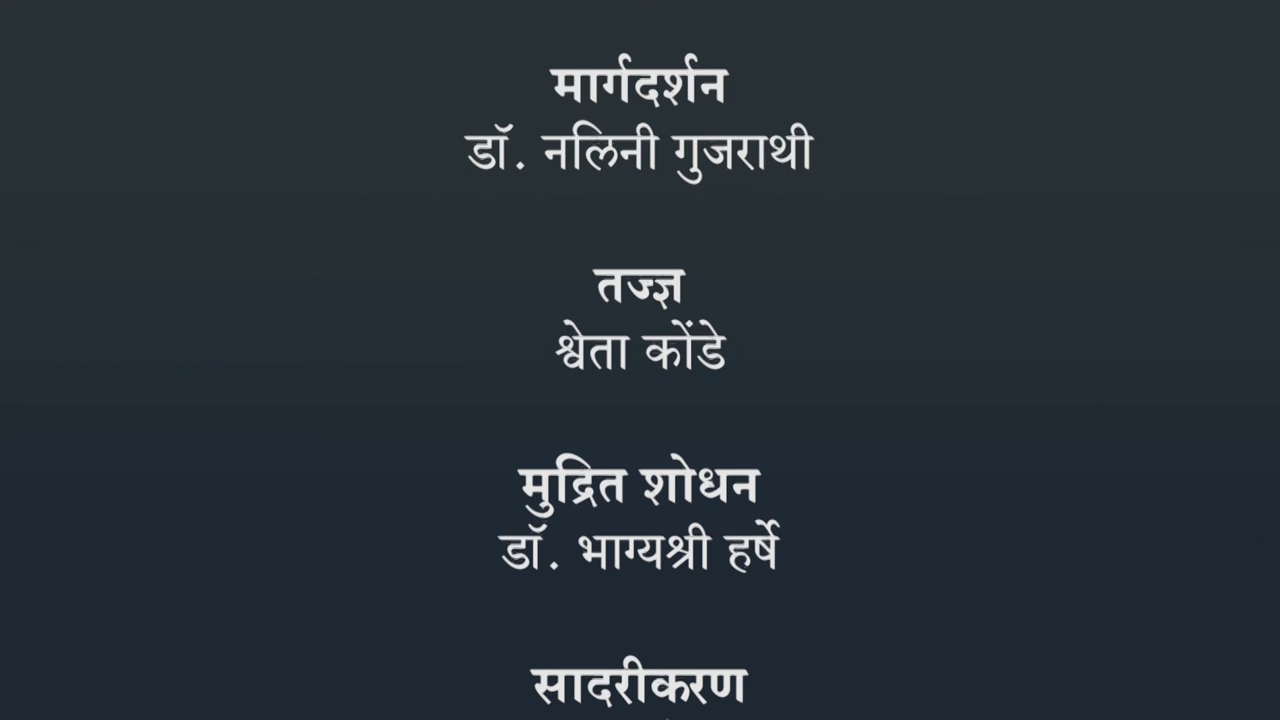 मार्गदर्शन
डॉ. नलिनी गुजराथी
तज्ज्ञ
श्वेता कोंडे
मुद्रित शोधन
डॉ. भाग्यश्री हर्षे
सादरीकरण